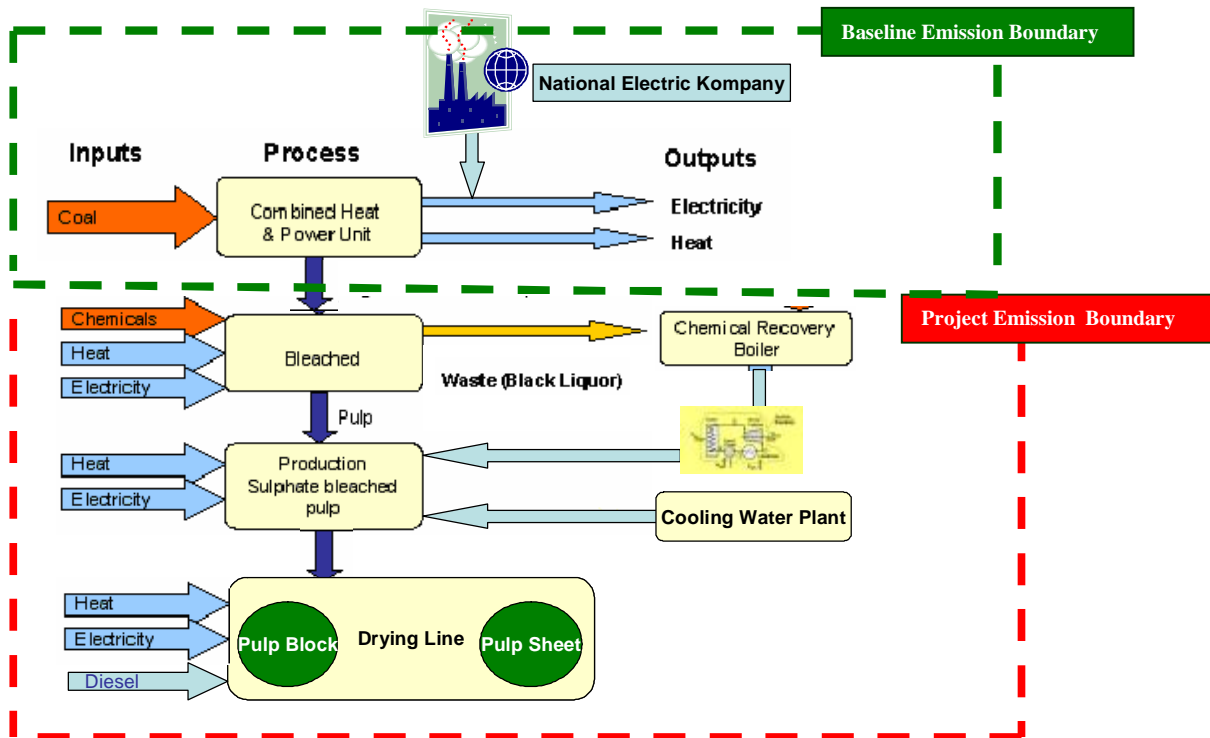 Baseline Emission Boundary
National Electric Kompany
Inputs
Process
Outputs
Coal
Combined Heat
& Power Unit
Electricity
Heat
Project Emission Boundary
Chemicals
Heat
Electricity
Bleached
Waste (Black Liquor)
Chemical Recovery
Boiler
Pulp
Heat
Electricity
Production
Sulphate bleached
pulp
Cooling Water Plant
Heat
Electricity
Diesel
Pulp Block
Drying Line
Pulp Sheet